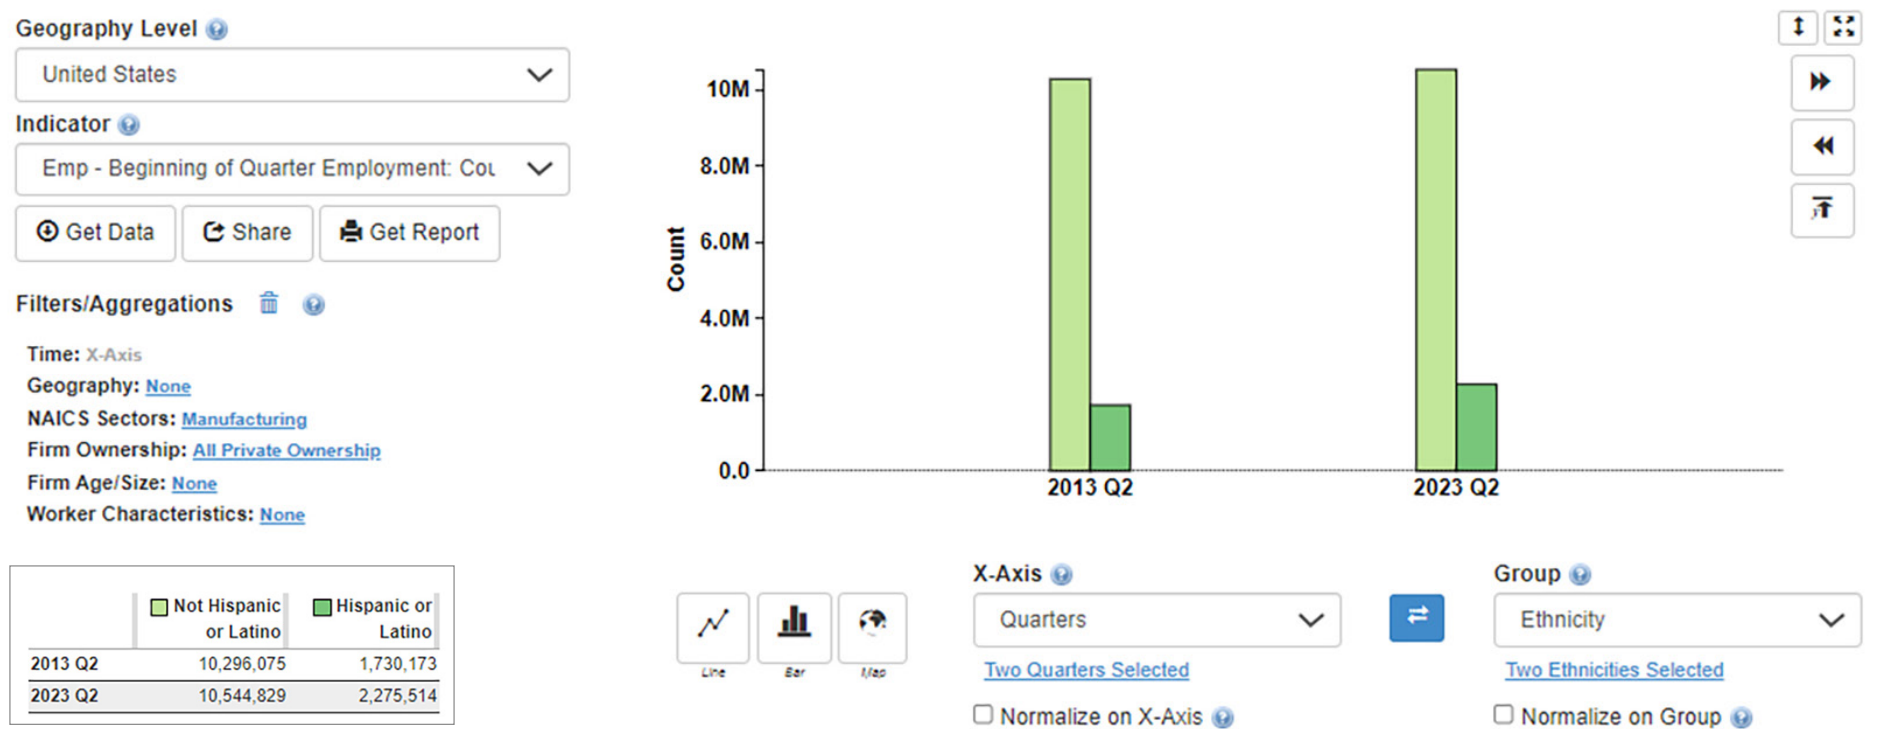 Geography Level
United States
Indicator
Emp - Beginning of Quarter Employment: Cou
Get Data
Share
Get Report
Filters/Aggregations
Time: X-Axis
Geography: None
NAICS Sectors: Manufacturing
Firm Ownership: All Private Ownership
Firm Age/Size: None
Worker Characteristics: None
Not Hispanic or Latino
Hispanic or Latino
2013 Q2 10,296,075 1,730,173
2023 Q2 10,544,829 2,275,514
Count
10M
8.0M
6.0M
4.0M
2.0M
0.0
2013 Q2
2023 Q2
Line
Bar
Map
X-Axis
Quarters
Two Quarters Selected
Normalize on X-Axis
Group
Ethnicity
Two Ethnicities Selected
Normalize on Group